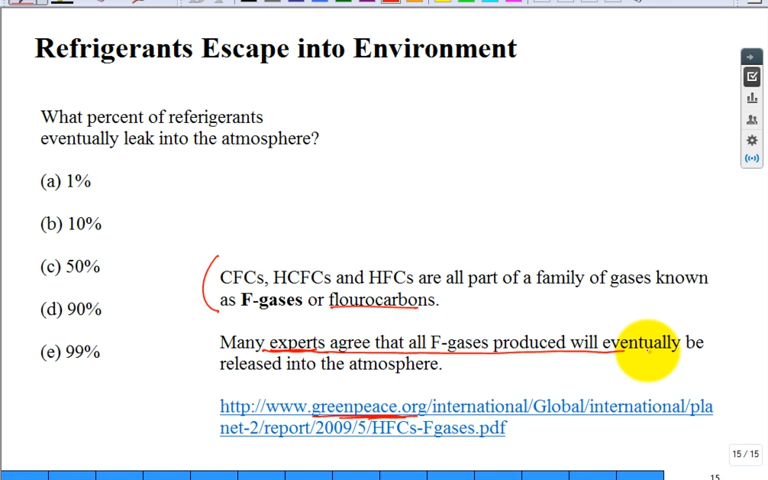 Refrigerants Escape into Environment
What percent of referigerants
eventually leak into the atmosphere?
(a) 1%
(b) 10%
(c) 50%
(d) 90%
(e) 99%
CFCs, HCFCs and HFCs are all part of a family of gases known
as F-gases or flourocarbons.
Many experts agree that all F-gases produced will eventually be
released into the atmosphere.
http://www.greenpeace.org/international/Global/international/pla
net-2/report/2009/5/HFCs-Fgases.pdf
15 / 15
15